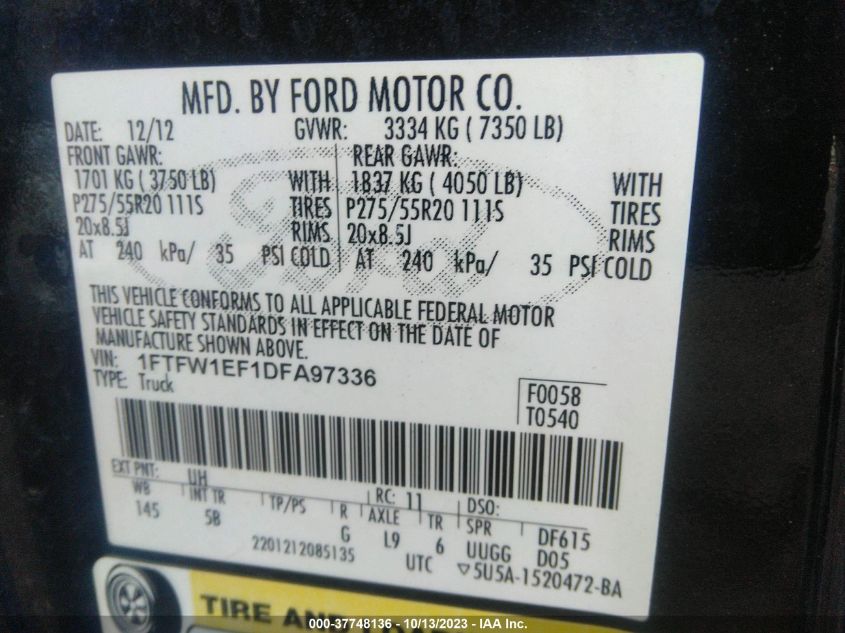 MFD. BY FORD MOTOR CO.
DATE: 12/12 GVWR: 3334 KG ( 7350 LB)
FRONT GAWR: REAR GAWR:
1701 KG ( 3750 LB) WITH 1837 KG ( 4050 LB) WITH
P275/55R20 111S TIRES P275/55R20 111S TIRES
20x8.5J RIMS 20x8.5J RIMS
AT 240 kPa/ 35 PSI COLD AT 240 kPa/ 35 PSI COLD
THIS VEHICLE CONFORMS TO ALL APPLICABLE FEDERAL MOTOR
VEHICLE SAFETY STANDARDS IN EFFECT ON THE DATE OF
MANUFACTURE SHOWN ABOVE.
VIN: 1FTFW1EF1DFA97336
TYPE: Truck
F0058
T0540
EXT PNT: UH RC: 11 DSO:
WB INT TR TP/PS R AXLE TR SPR DF615
145 5B G L9 6 UUGG D05
2201212085135 UTC ▽5U5A-1520472-BA
TIRE AND
000-37748136 - 10/13/2023 - IAA Inc.